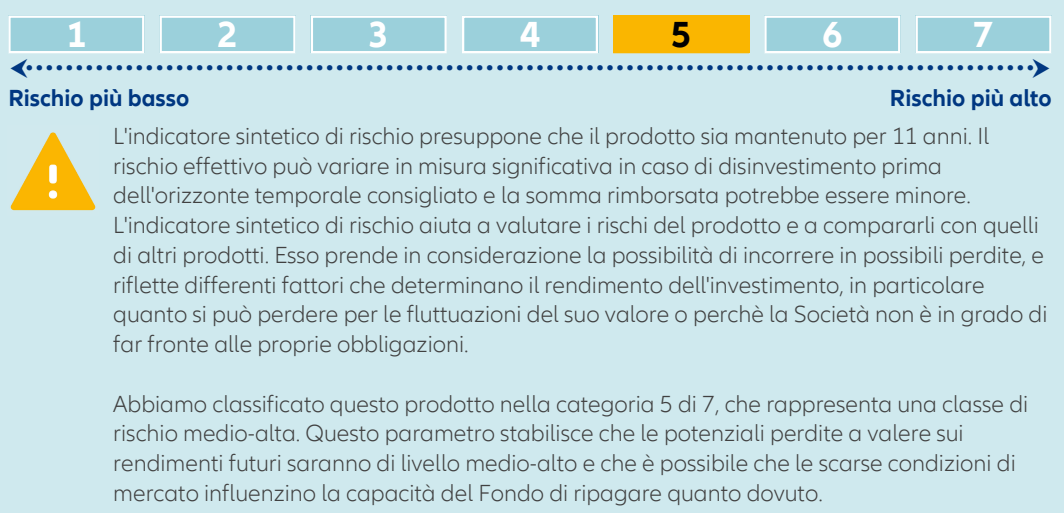 1 2 3 4 5 6 7
Rischio più basso Rischio più alto
L'indicatore sintetico di rischio presuppone che il prodotto sia mantenuto per 11 anni. Il
rischio effettivo può variare in misura significativa in caso di disinvestimento prima
dell'orizzonte temporale consigliato e la somma rimborsata potrebbe essere minore.
L'indicatore sintetico di rischio aiuta a valutare i rischi del prodotto e a compararli con quelli
di altri prodotti. Esso prende in considerazione la possibilità di incorrere in possibili perdite, e
riflette differenti fattori che determinano il rendimento dell'investimento, in particolare
quanto si può perdere per le fluttuazioni del suo valore o perchè la Società non è in grado di
far fronte alle proprie obbligazioni.
Abbiamo classificato questo prodotto nella categoria 5 di 7, che rappresenta una classe di
rischio medio-alta. Questo parametro stabilisce che le potenziali perdite a valere sui
rendimenti futuri saranno di livello medio-alto e che è possibile che le scarse condizioni di
mercato influenzino la capacità del Fondo di ripagare quanto dovuto.